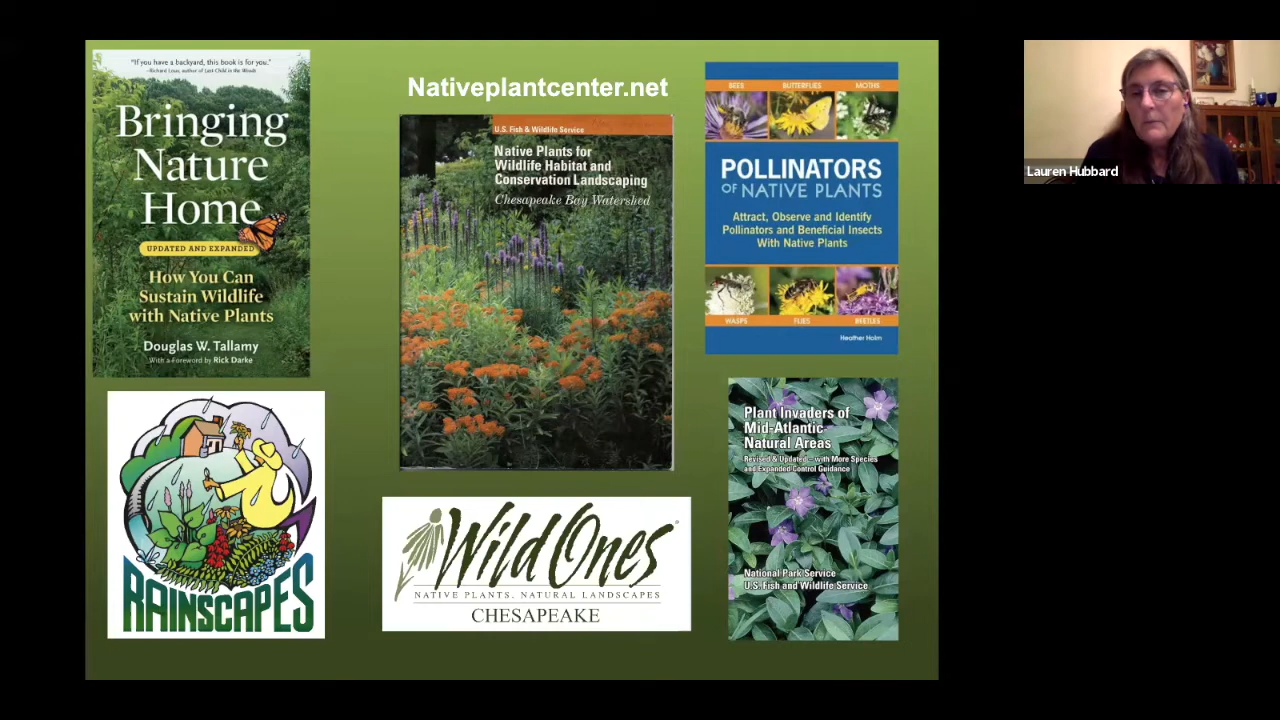 "If you have a backyard, this book is for you."
—Richard Louv, author of Last Child in the Woods
Bringing
Nature
Home
UPDATED AND EXPANDED
How You Can
Sustain Wildlife
with Native Plants
Douglas W. Tallamy
With a Foreword by Rick Darke
Nativeplantcenter.net
U.S. Fish & Wildlife Service
Native Plants for
Wildlife Habitat and
Conservation Landscaping
Chesapeake Bay Watershed
BEES BUTTERFLIES MOTHS
POLLINATORS
OF NATIVE PLANTS
Attract, Observe and Identify
Pollinators and Beneficial Insects
With Native Plants
WASPS FLIES BEETLES
Heather Holm
RAINSCAPES
Wild Ones®
NATIVE PLANTS, NATURAL LANDSCAPES
CHESAPEAKE
Plant Invaders of
Mid-Atlantic
Natural Areas
Revised & Updated – with More Species
and Expanded Control Guidance
National Park Service
U.S. Fish and Wildlife Service
Lauren Hubbard